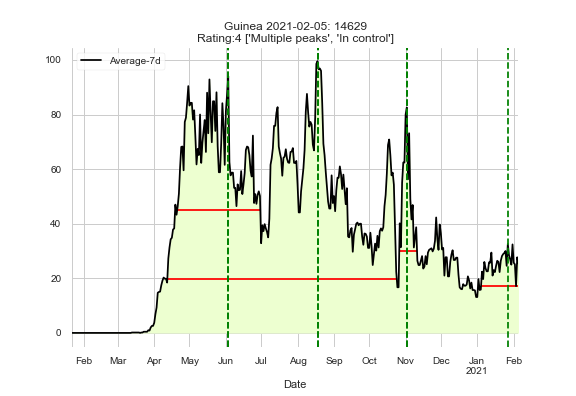 Guinea 2021-02-05: 14629
Rating:4 ['Multiple peaks', 'In control']
Average-7d
100
80
60
40
20
0
Feb Mar Apr May Jun Jul Aug Sep Oct Nov Dec Jan Feb
2021
Date